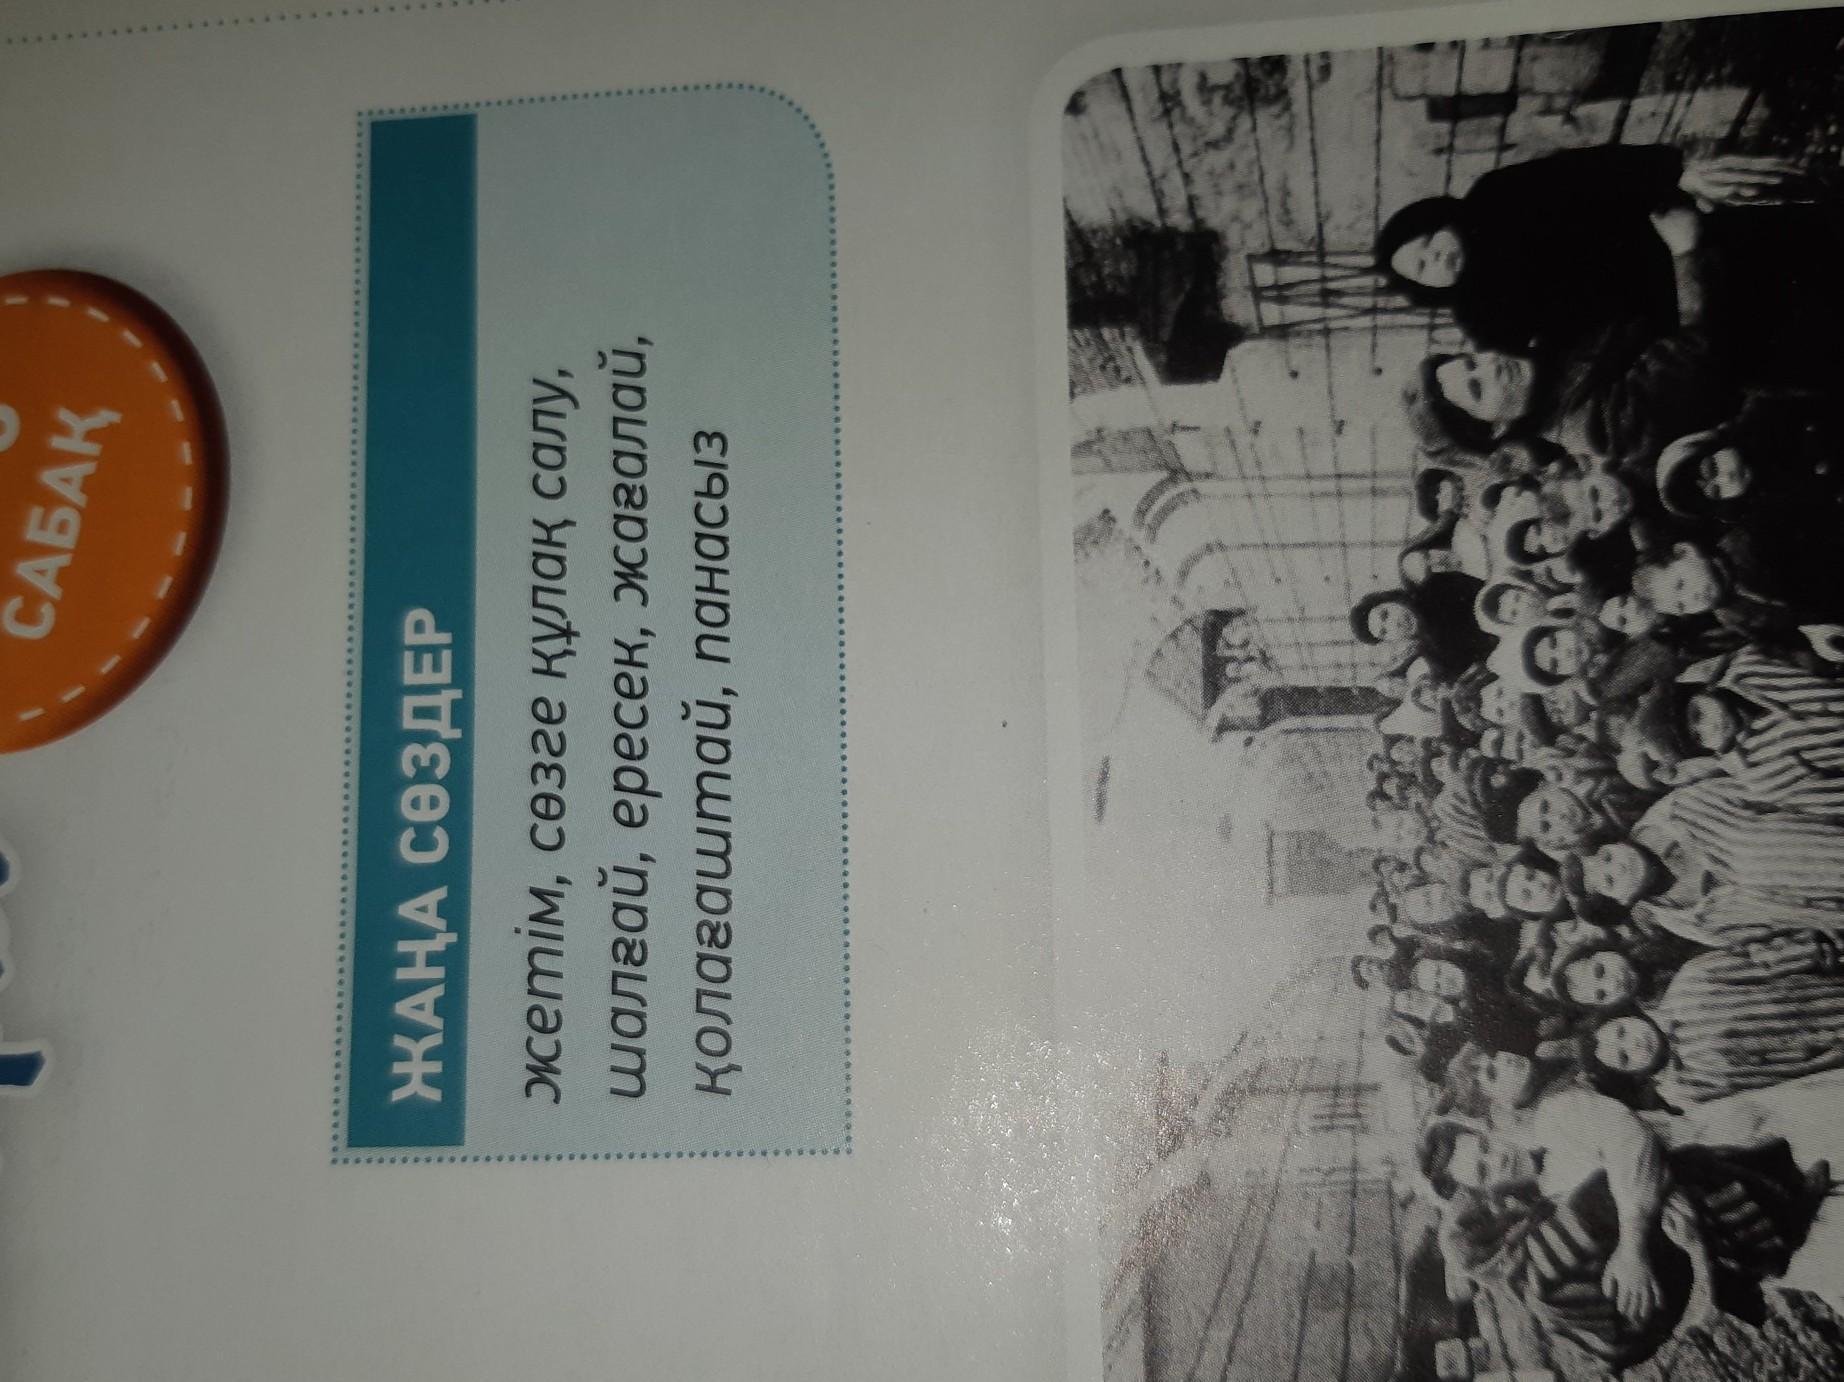 САБАҚ
ЖАҢА СӨЗДЕР
жетім, сөзге құлақ салу,
шалғай, ересек, жағалай,
қолағаштай, панасыз